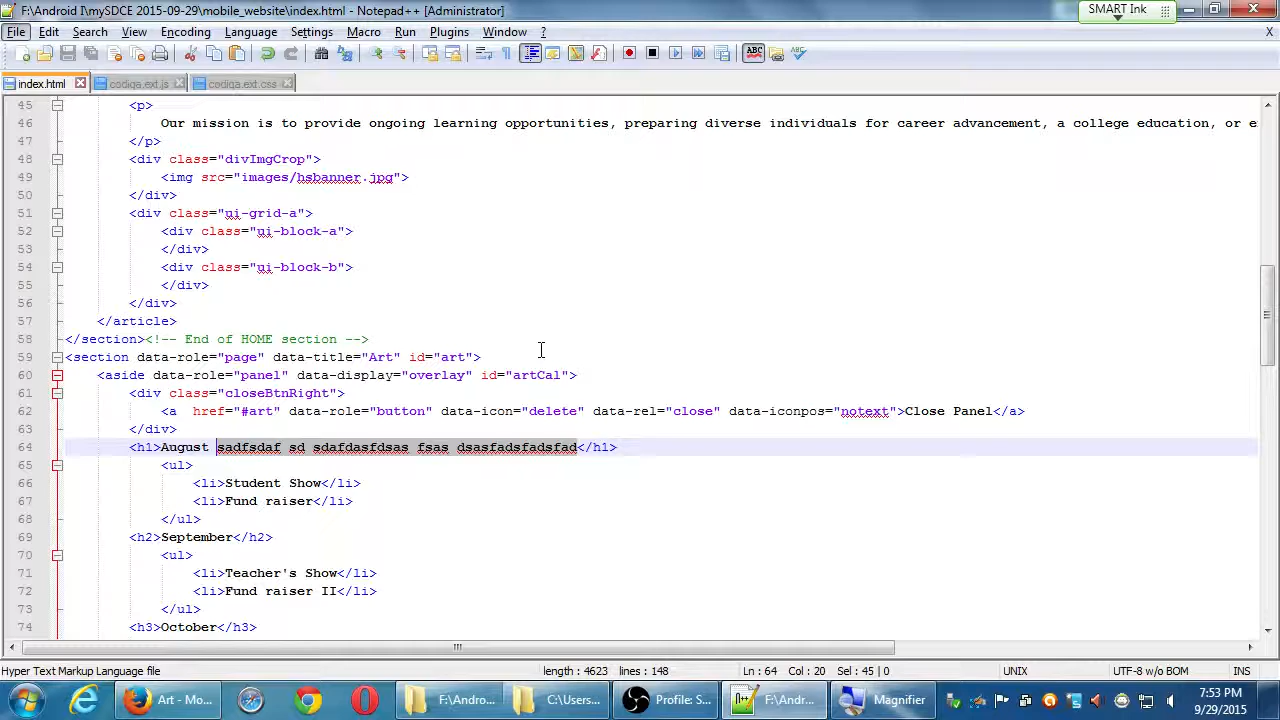 F:\Android I\mySDCE 2015-09-29\mobile_website\index.html - Notepad++ [Administrator]
SMART Ink
File Edit Search View Encoding Language Settings Macro Run Plugins Window ? X
index.html codiqa.ext.js codiqa.ext.css
45 <p>
46 Our mission is to provide ongoing learning opportunities, preparing diverse individuals for career advancement, a college education, or e
47 </p>
48 <div class="divImgCrop">
49 <img src="images/hsbanner.jpg">
50 </div>
51 <div class="ui-grid-a">
52 <div class="ui-block-a">
53 </div>
54 <div class="ui-block-b">
55 </div>
56 </div>
57 </article>
58 </section><!-- End of HOME section -->
59 <section data-role="page" data-title="Art" id="art">
60 <aside data-role="panel" data-display="overlay" id="artCal">
61 <div class="closeBtnRight">
62 <a  href="#art" data-role="button" data-icon="delete" data-rel="close" data-iconpos="notext">Close Panel</a>
63 </div>
64 <h1>August sadfsdaf sd sdafdasfdsas fsas dsasfadsfadsfad</h1>
65 <ul>
66 <li>Student Show</li>
67 <li>Fund raiser</li>
68 </ul>
69 <h2>September</h2>
70 <ul>
71 <li>Teacher's Show</li>
72 <li>Fund raiser II</li>
73 </ul>
74 <h3>October</h3>
Hyper Text Markup Language file length : 4623 lines : 148 Ln : 64 Col : 20 Sel : 45 | 0 UNIX UTF-8 w/o BOM INS
Art - Mo... F:\Andro... C:\Users... Profile: S... F:\Andr... Magnifier 7:53 PM
9/29/2015